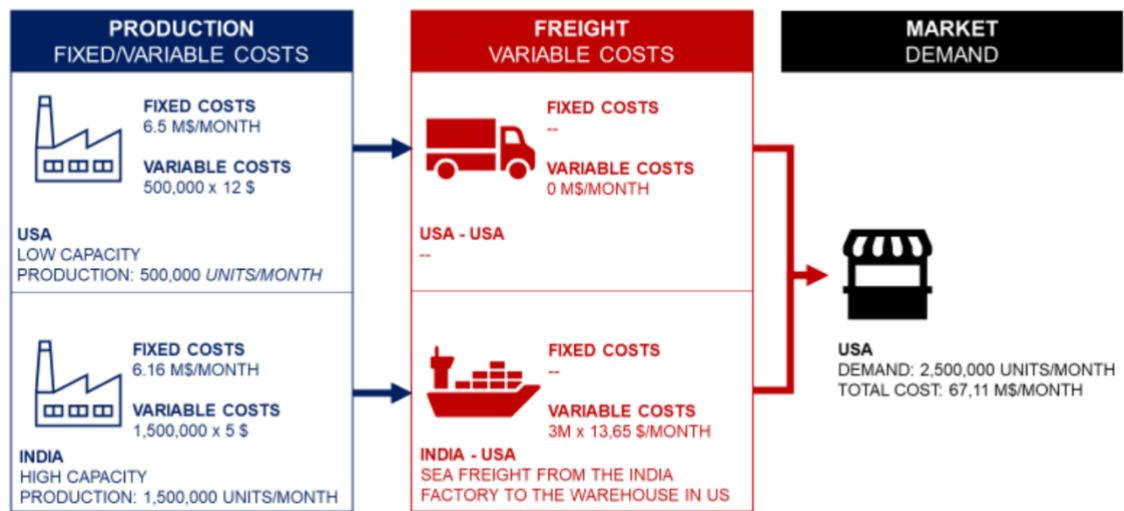 PRODUCTION
FIXED/VARIABLE COSTS
FIXED COSTS
6.5 M$/MONTH
VARIABLE COSTS
500,000 x 12 $
USA
LOW CAPACITY
PRODUCTION: 500,000 UNITS/MONTH
FIXED COSTS
6.16 M$/MONTH
VARIABLE COSTS
1,500,000 x 5 $
INDIA
HIGH CAPACITY
PRODUCTION: 1,500,000 UNITS/MONTH
FREIGHT
VARIABLE COSTS
FIXED COSTS
--
VARIABLE COSTS
0 M$/MONTH
USA - USA
--
FIXED COSTS
--
VARIABLE COSTS
3M x 13,65 $/MONTH
INDIA - USA
SEA FREIGHT FROM THE INDIA
FACTORY TO THE WAREHOUSE IN US
MARKET
DEMAND
USA
DEMAND: 2,500,000 UNITS/MONTH
TOTAL COST: 67,11 M$/MONTH